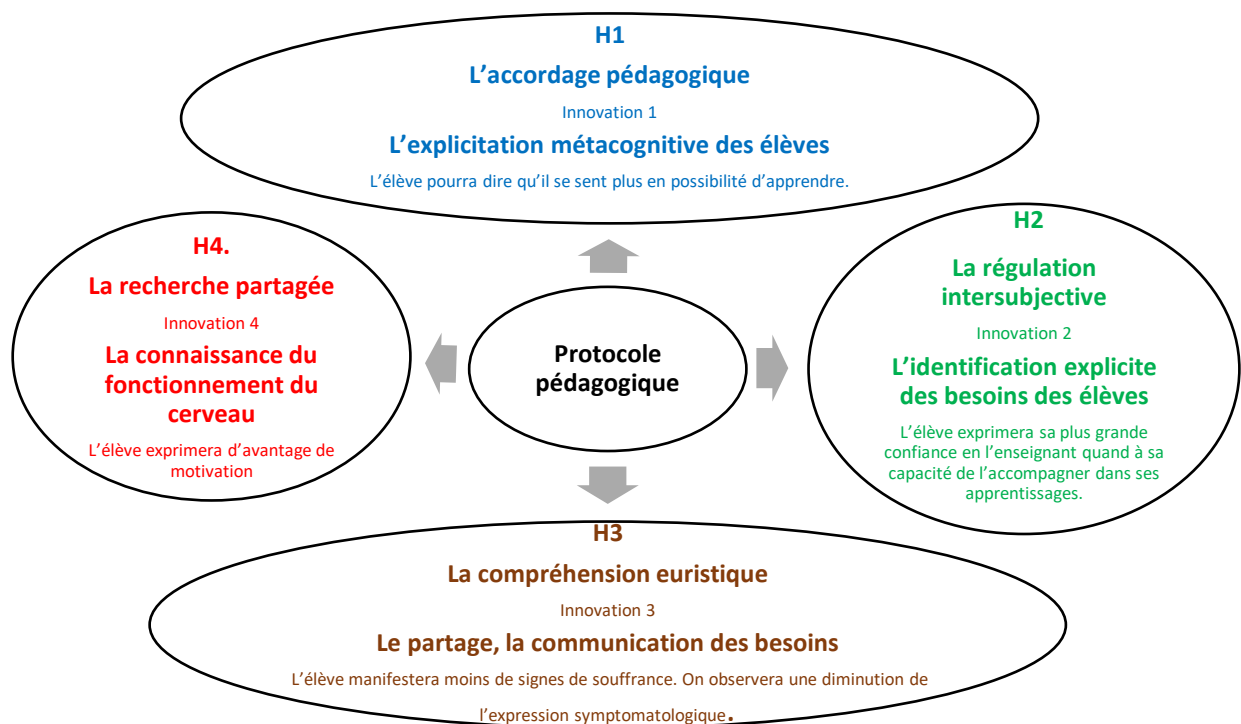 H1
L'accordage pédagogique
Innovation 1
L'explicitation métacognitive des élèves
L'élève pourra dire qu'il se sent plus en possibilité d'apprendre.
H4.
La recherche partagée
Innovation 4
La connaissance du
fonctionnement du
cerveau
L'élève exprimera d'avantage de
motivation
Protocole
pédagogique
H2
La régulation
intersubjective
Innovation 2
L'identification explicite
des besoins des élèves
L'élève exprimera sa plus grande
confiance en l'enseignant quand à sa
capacité de l'accompagner dans ses
apprentissages.
H3
La compréhension euristique
Innovation 3
Le partage, la communication des besoins
L'élève manifestera moins de signes de souffrance. On observera une diminution de
l'expression symptomatologique.